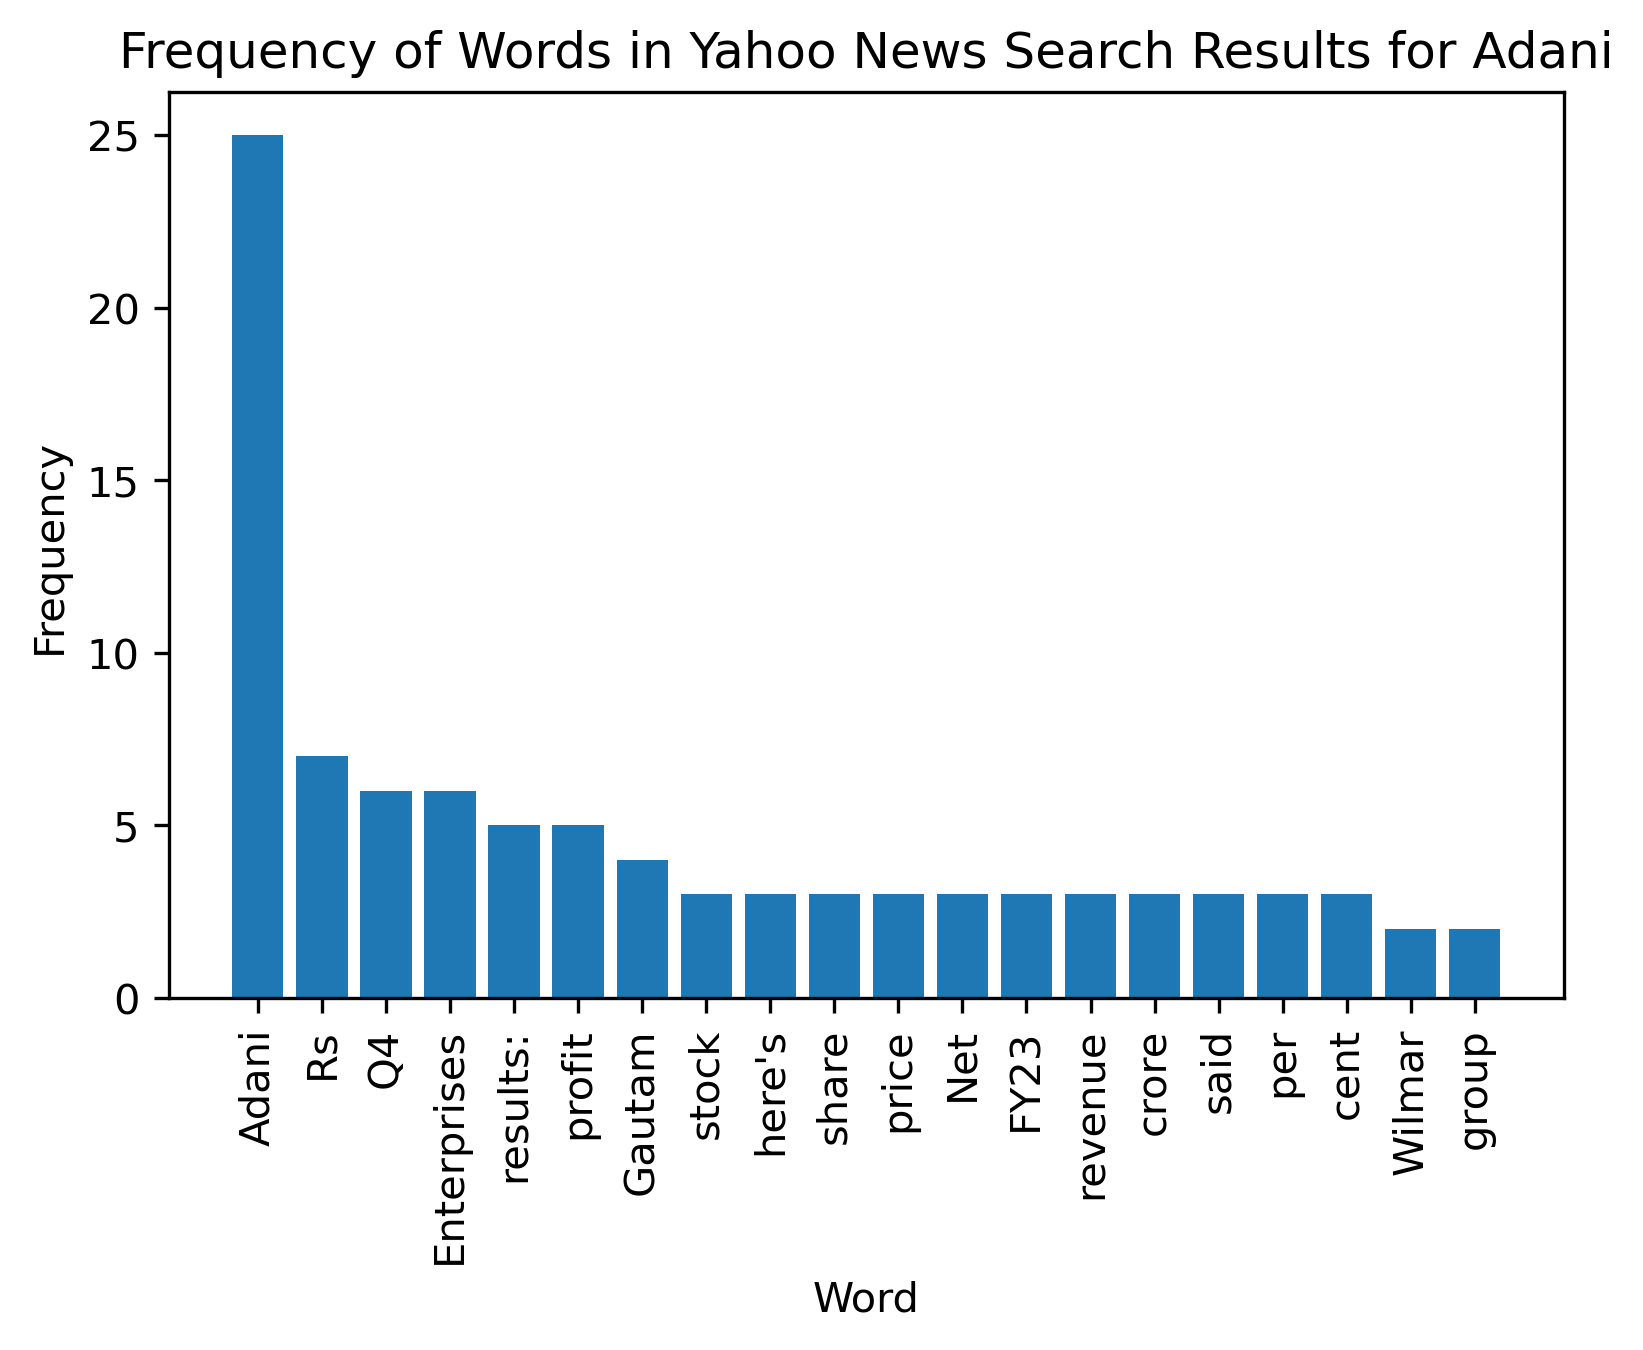 Frequency of Words in Yahoo News Search Results for Adani
Frequency
25
20
15
10
5
0
Adani
Rs
Q4
Enterprises
results:
profit
Gautam
stock
here's
share
price
Net
FY23
revenue
crore
said
per
cent
Wilmar
group
Word